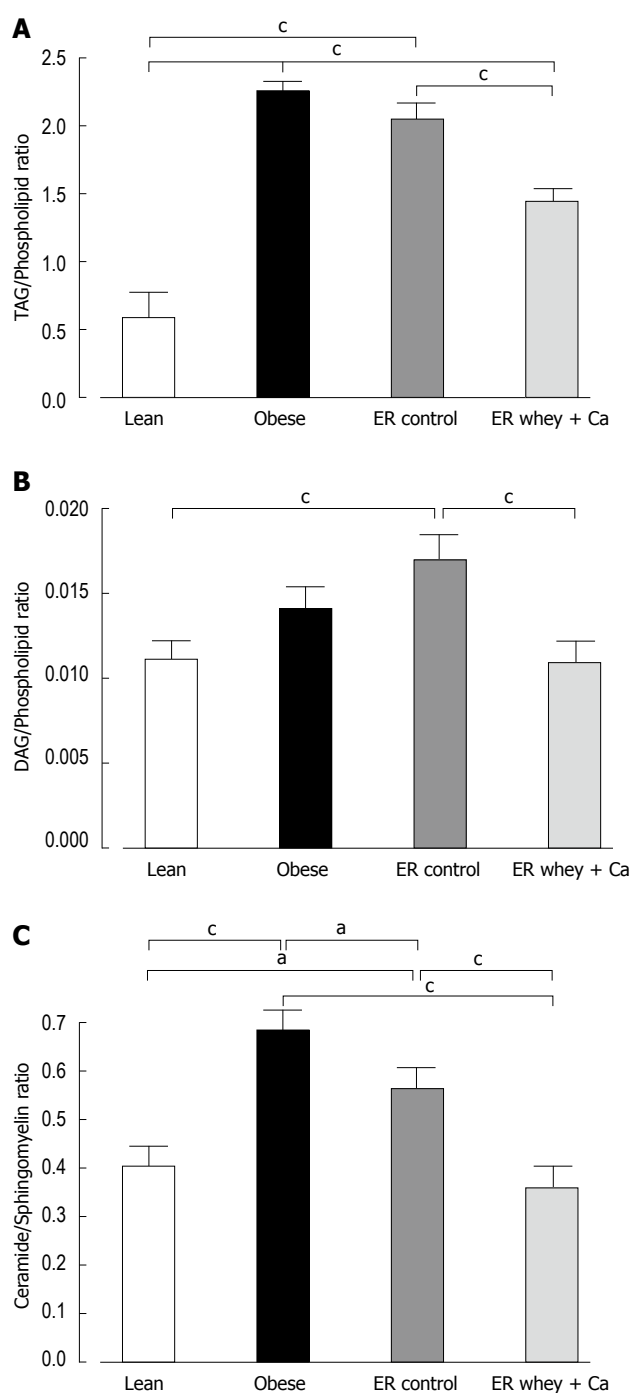 A
c
c
c
2.5
2.0
1.5
1.0
0.5
0.0
TAG/Phospholipid ratio
Lean Obese ER control ER whey + Ca
B
c c
0.020
0.015
0.010
0.005
0.000
DAG/Phospholipid ratio
Lean Obese ER control ER whey + Ca
C
c a
a c
c
0.7
0.6
0.5
0.4
0.3
0.2
0.1
0.0
Ceramide/Sphingomyelin ratio
Lean Obese ER control ER whey + Ca